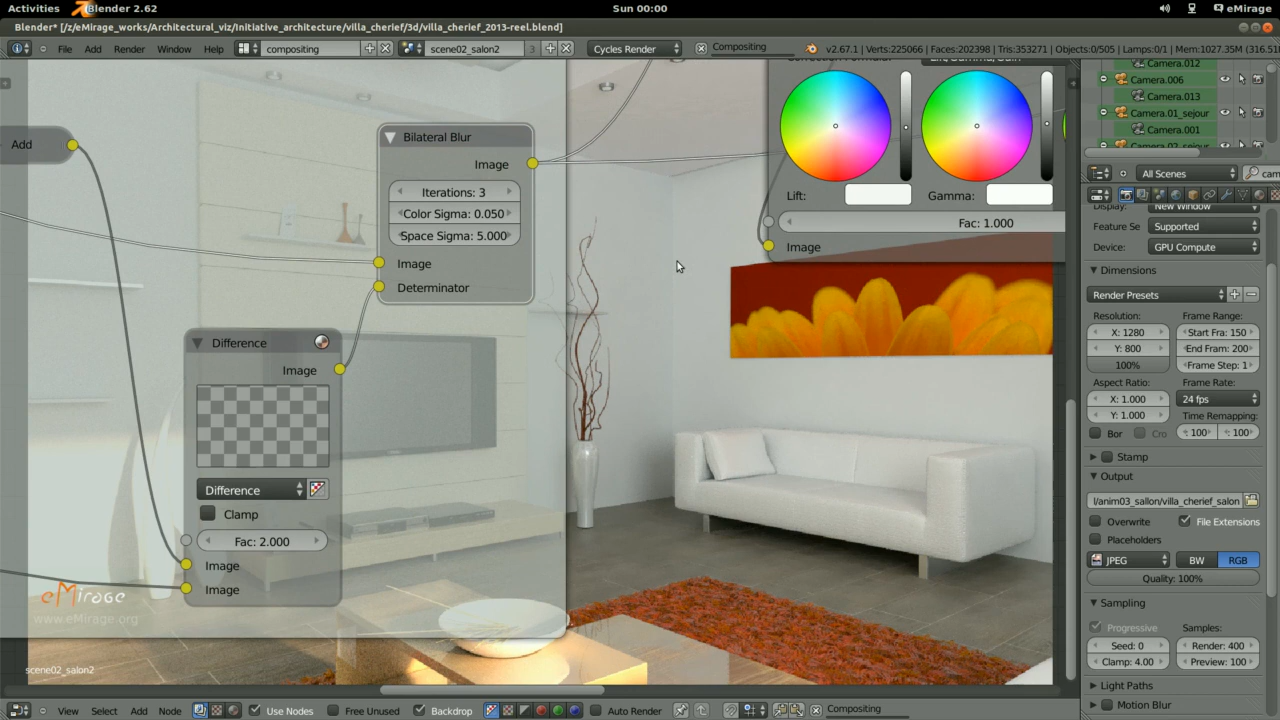 Activities Blender 2.62 Sun 00:00 eMirage
Blender* [/z/eMirage_works/Architectural_viz/Initiative_architecture/villa_cherief/3d/villa_cherief_2013-reel.blend]
File Add Render Window Help compositing scene02_salon2 3 Cycles Render Compositing v2.67.1 | Verts:225066 | Faces:202398 | Tris:353271 | Objects:0/505 | Lamps:0/1 | Mem:1027.35M (316.51
Camera.012
Camera.006
Camera.013
Camera.01_sejour
Camera.001
All Scenes cam
Add
Bilateral Blur
Image
Iterations: 3
Color Sigma: 0.050
Space Sigma: 5.000
Image
Determinator
Difference
Image
Difference
Clamp
Fac: 2.000
Image
Image
Lift: Gamma:
Fac: 1.000
Image
eMirage
www.eMirage.org
scene02_salon2
Display: New Window
Feature Se Supported
Device: GPU Compute
Dimensions
Render Presets
Resolution: Frame Range:
X: 1280 Start Fra: 150
Y: 800 End Fram: 200
100% Frame Step: 1
Aspect Ratio: Frame Rate:
X: 1.000 24 fps
Y: 1.000 Time Remapping:
Bor Cro : 100 : 100
Stamp
Output
l/anim03_sallon/villa_cherief_salon
Overwrite File Extensions
Placeholders
JPEG BW RGB
Quality: 100%
Sampling
Progressive Samples:
Seed: 0 Render: 400
Clamp: 4.00 Preview: 100
Light Paths
Motion Blur
View Select Add Node Use Nodes Free Unused Backdrop Auto Render Compositing